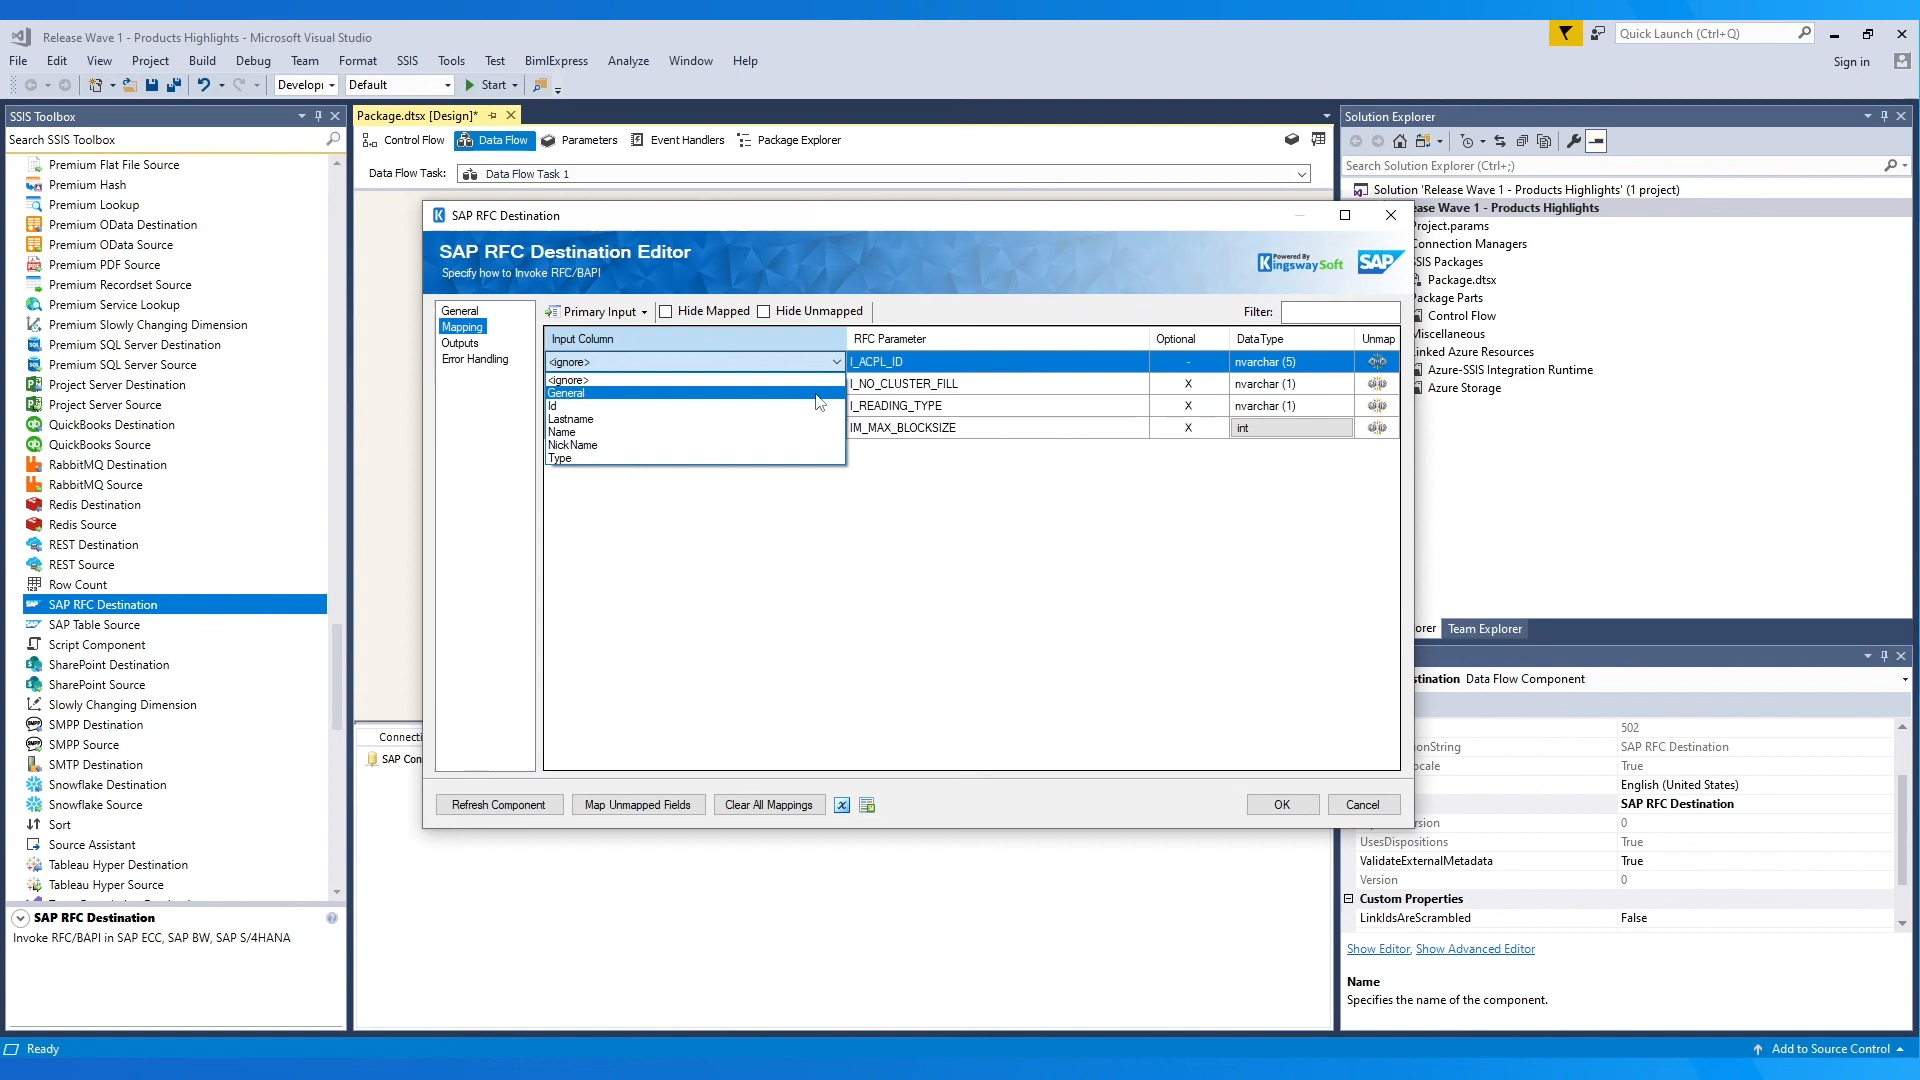 Release Wave 1 - Products Highlights - Microsoft Visual Studio
Quick Launch (Ctrl+Q)
File Edit View Project Build Debug Team Format SSIS Tools Test BimlExpress Analyze Window Help
Sign in
Default
Start
SSIS Toolbox
Search SSIS Toolbox
Premium Flat File Source
Premium Hash
Premium Lookup
Premium OData Destination
Premium OData Source
Premium PDF Source
Premium Recordset Source
Premium Service Lookup
Premium Slowly Changing Dimension
Premium SQL Server Destination
Premium SQL Server Source
Project Server Destination
Project Server Source
QuickBooks Destination
QuickBooks Source
RabbitMQ Destination
RabbitMQ Source
Redis Destination
Redis Source
REST Destination
REST Source
Row Count
SAP RFC Destination
SAP Table Source
Script Component
SharePoint Destination
SharePoint Source
Slowly Changing Dimension
SMPP Destination
SMPP Source
SMTP Destination
Snowflake Destination
Snowflake Source
Sort
Source Assistant
Tableau Hyper Destination
Tableau Hyper Source
SAP RFC Destination
Invoke RFC/BAPI in SAP ECC, SAP BW, SAP S/4HANA
Package.dtsx [Design]*
Control Flow Data Flow Parameters Event Handlers Package Explorer
Data Flow Task: Data Flow Task 1
SAP RFC Destination
SAP RFC Destination Editor
Specify how to Invoke RFC/BAPI
Powered By
KingswaySoft
SAP
General
Mapping
Outputs
Error Handling
Primary Input Hide Mapped Hide Unmapped Filter:
Input Column RFC Parameter Optional DataType Unmap
<ignore> I_ACPL_ID - nvarchar (5)
I_NO_CLUSTER_FILL X nvarchar (1)
I_READING_TYPE X nvarchar (1)
IM_MAX_BLOCKSIZE X int
<ignore>
General
Id
Lastname
Name
NickName
Type
Refresh Component Map Unmapped Fields Clear All Mappings OK Cancel
Solution Explorer
Search Solution Explorer (Ctrl+;)
Solution 'Release Wave 1 - Products Highlights' (1 project)
ease Wave 1 - Products Highlights
Project.params
Connection Managers
SSIS Packages
Package.dtsx
ackage Parts
Control Flow
iscellaneous
inked Azure Resources
Azure-SSIS Integration Runtime
Azure Storage
orer Team Explorer
stination Data Flow Component
502
ionString SAP RFC Destination
ocale True
English (United States)
SAP RFC Destination
rsion 0
UsesDispositions True
ValidateExternalMetadata True
Version 0
Custom Properties
LinkIdsAreScrambled False
Show Editor, Show Advanced Editor
Name
Specifies the name of the component.
Connecti
SAP Con
Ready
Add to Source Control